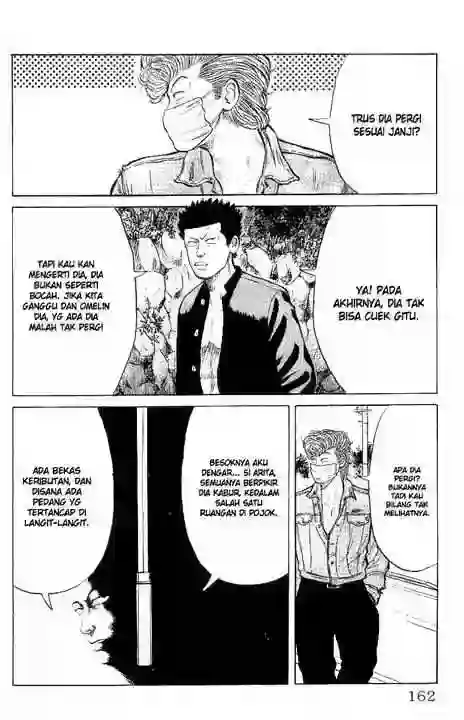 TRUS DIA PERGI
SESUAI JANJI?
YA! PADA
AKHIRNYA, DIA TAK
BISA CUEK GITU.
TAPI KAU KAN
MENGERTI DIA, DIA
BUKAN SEPERTI
BOCAH. JIKA KITA
GANGGU DAN OMELIN
DIA, YG ADA DIA
MALAH TAK PERGI
APA DIA
PERGI?
BUKANNYA
TADI KAU
BILANG TAK
MELIHATNYA.
BESOKNYA AKU
DENGAR... SI ARITA,
SEMUANYA BERPIKIR
DIA KABUR, KEDALAM
SALAH SATU
RUANGAN DI POJOK.
ADA BEKAS
KERIBUTAN, DAN
DISANA ADA
PEDANG YG
TERTANCAP DI
LANGIT-LANGIT.
162